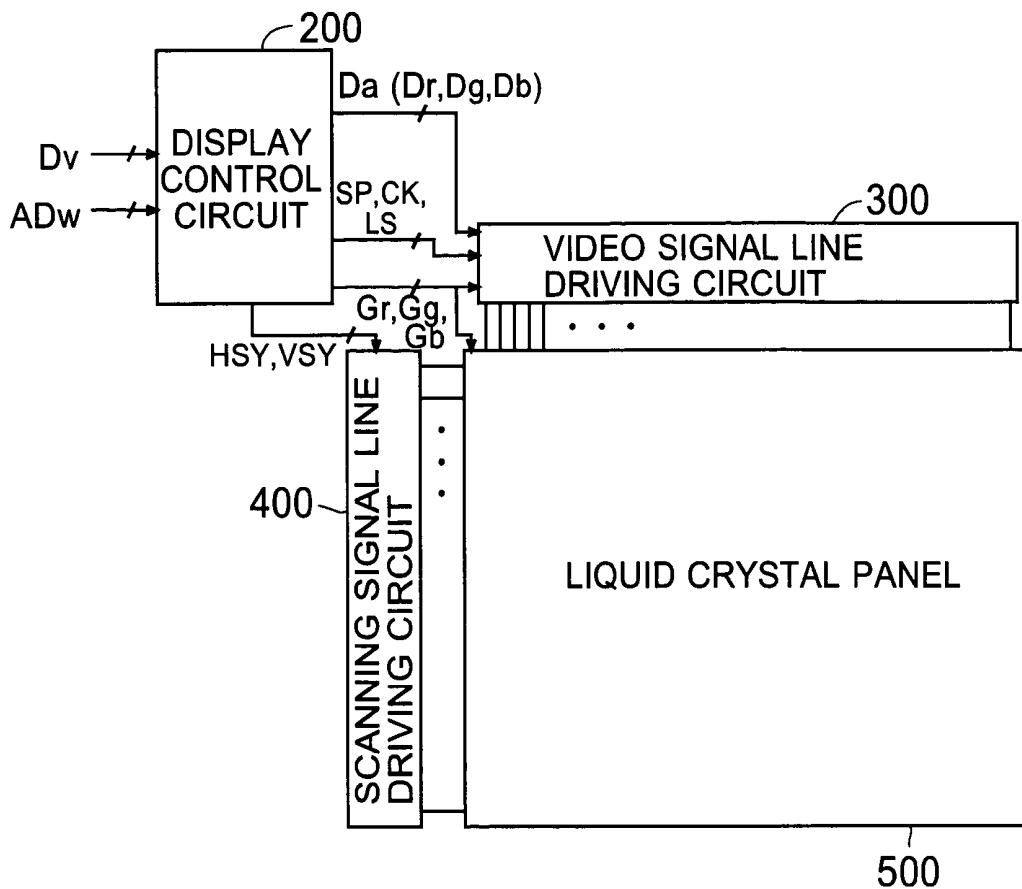 200
Da (Dr,Dg,Db)
Dv
ADw
DISPLAY
CONTROL
CIRCUIT
SP,CK,
LS
300
VIDEO SIGNAL LINE
DRIVING CIRCUIT
Gr,Gg,
Gb
HSY,VSY
400
SCANNING SIGNAL LINE
DRIVING CIRCUIT
LIQUID CRYSTAL PANEL
500